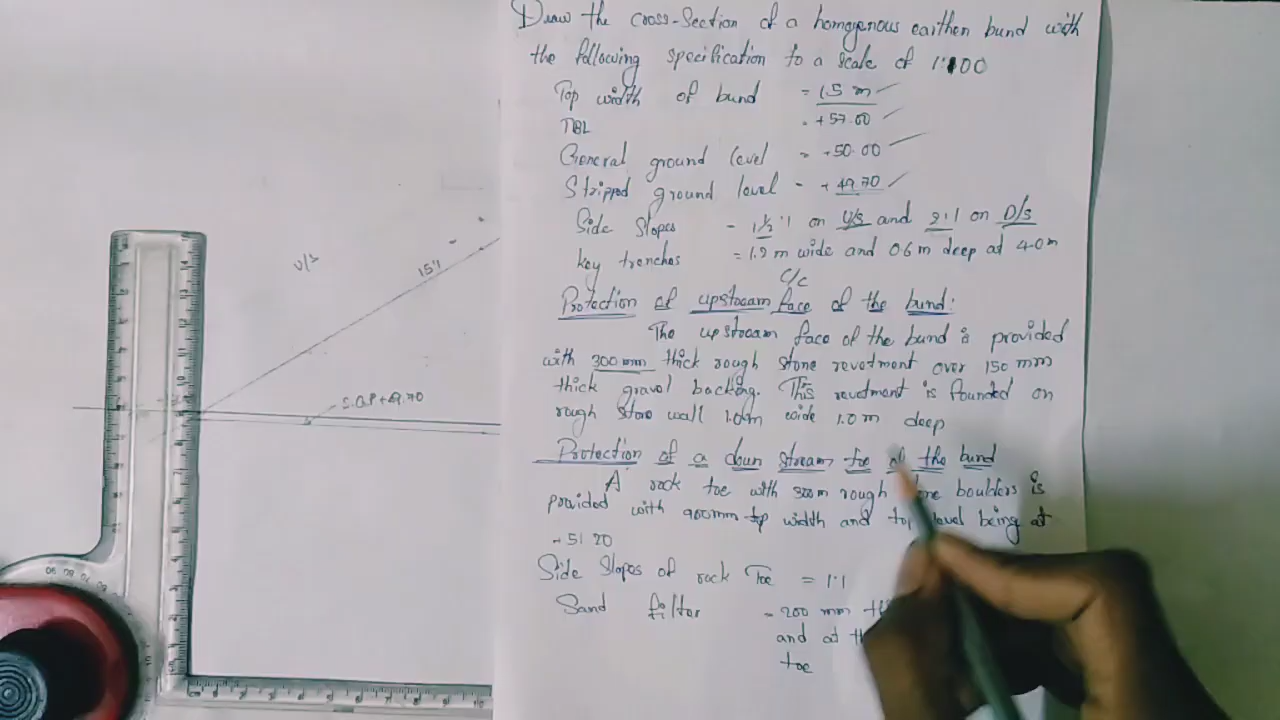 Draw the cross-Section of a homogenous earthen bund with
the following specification to a scale of 1:100
Top width of bund = 1.5 m
TBL = +57.00
General ground level = +50.00
Stripped ground level = +49.70
Side slopes = 1½:1 on U/S and 2:1 on D/S
key trenches = 1.2 m wide and 0.6 m deep at 4.0 m
C/C
Protection of upstream face of the bund:
The upstream face of the bund is provided
with 300 mm thick rough stone revetment over 150 mm
thick gravel backing. This revetment is founded on
rough stone wall 1.0m wide 1.0 m deep
Protection of a down stream toe of the bund
A rock toe with 300m rough boulders is
provided with 900mm top width and top level being at
+51.20
Side Slopes of rock Toe = 1:1
Sand filter = 200 mm
and at
toe
U/S
1.5:1
S.G.L+49.70